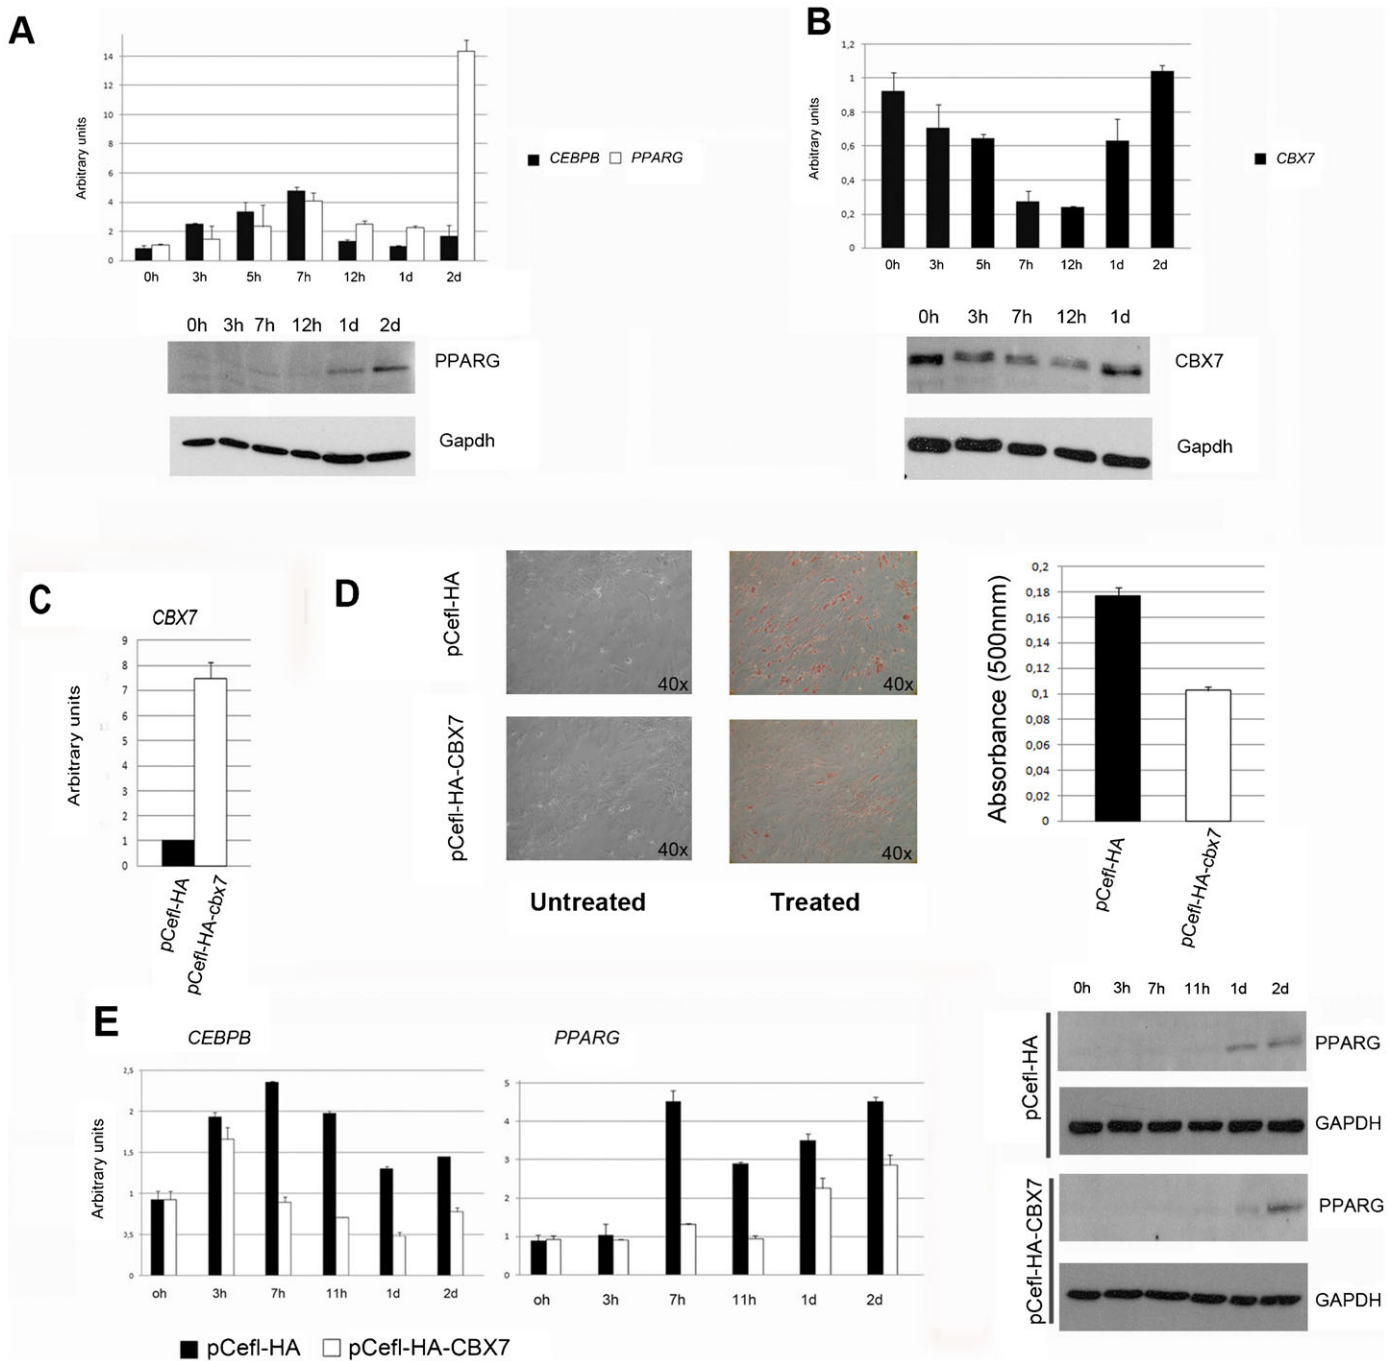 A
14
12
10
8
6
4
2
0
Arbitrary units
0h 3h 5h 7h 12h 1d 2d
CEBPB PPARG
0h 3h 7h 12h 1d 2d
PPARG
Gapdh
B
1,2
1
0,8
0,6
0,4
0,2
0
Arbitrary units
0h 3h 5h 7h 12h 1d 2d
CBX7
0h 3h 7h 12h 1d
CBX7
Gapdh
C
CBX7
9
8
7
6
5
4
3
2
1
0
Arbitrary units
pCefl-HA
pCefl-HA-cbx7
D
pCefl-HA
40x
40x
pCefl-HA-CBX7
40x
40x
Untreated Treated
0,2
0,18
0,16
0,14
0,12
0,1
0,08
0,06
0,04
0,02
0
Absorbance (500nnm)
pCefl-HA
pCefl-HA-cbx7
E
CEBPB
2,5
2
1,5
1
0,5
0
Arbitrary units
oh 3h 7h 11h 1d 2d
PPARG
5
4
3
2
1
0
oh 3h 7h 11h 1d 2d
pCefl-HA pCefl-HA-CBX7
0h 3h 7h 11h 1d 2d
pCefl-HA
PPARG
GAPDH
pCefl-HA-CBX7
PPARG
GAPDH